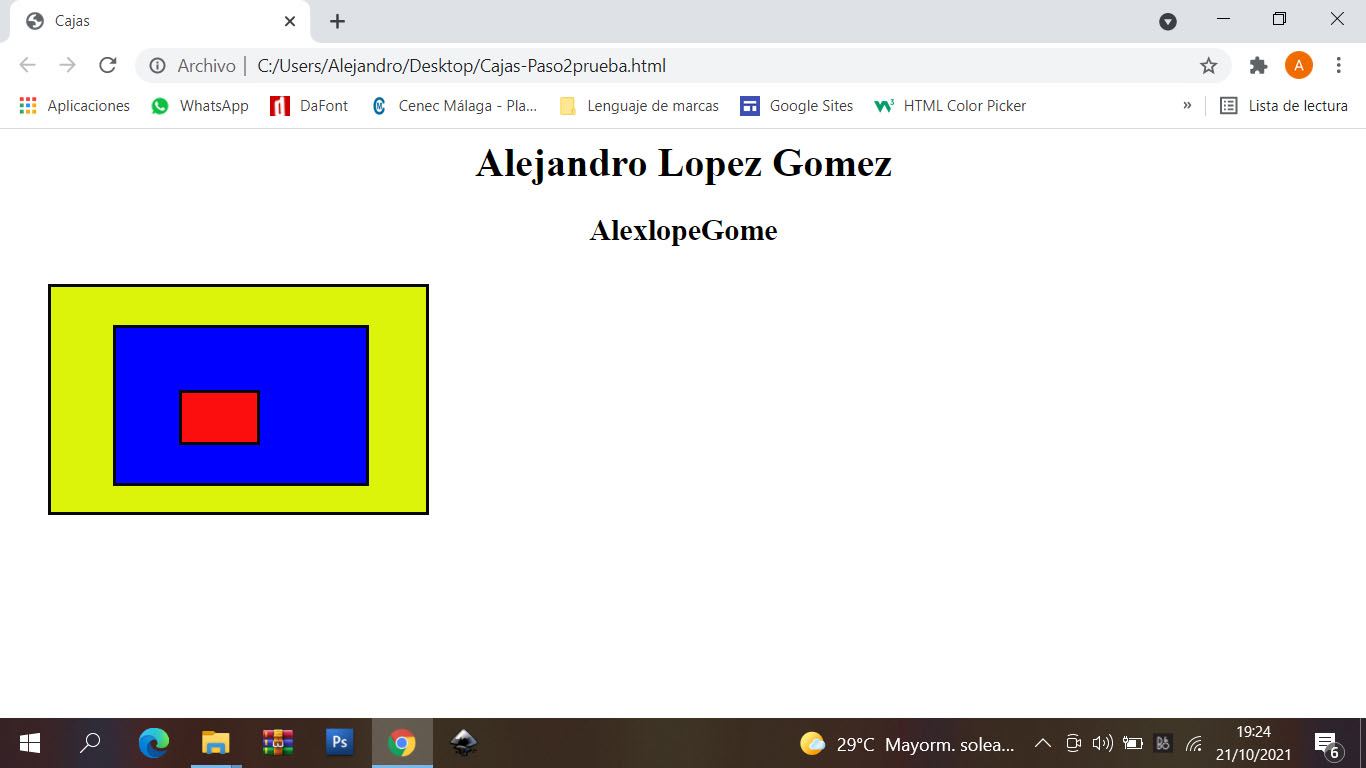 Cajas
Archivo | C:/Users/Alejandro/Desktop/Cajas-Paso2prueba.html
A
Aplicaciones WhatsApp DaFont Cenec Málaga - Pla... Lenguaje de marcas Google Sites HTML Color Picker » Lista de lectura
Alejandro Lopez Gomez
AlexlopeGome
Ps 29°C Mayorm. solea...
19:24
21/10/2021
6